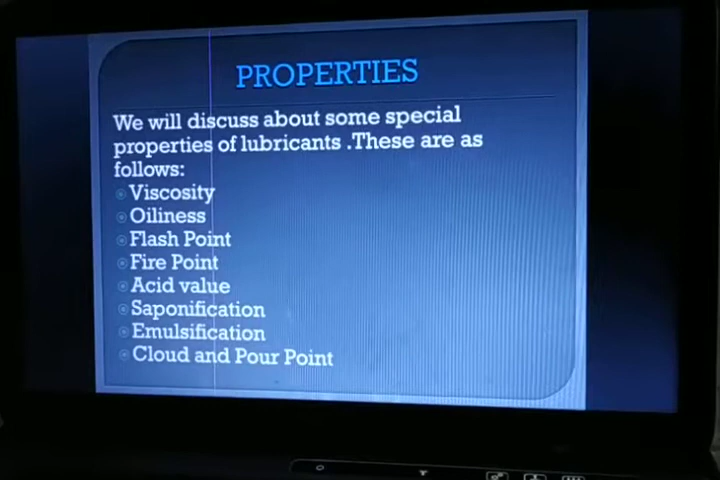 PROPERTIES
We will discuss about some special
properties of lubricants .These are as
follows:
Viscosity
Oiliness
Flash Point
Fire Point
Acid value
Saponification
Emulsification
Cloud and Pour Point